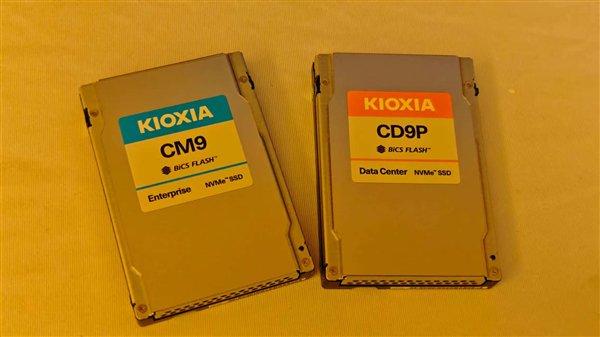 KIOXIA
CM9
BiCS FLASH™
Enterprise NVMe™ SSD
KIOXIA
CD9P
BiCS FLASH™
Data Center NVMe™ SSD